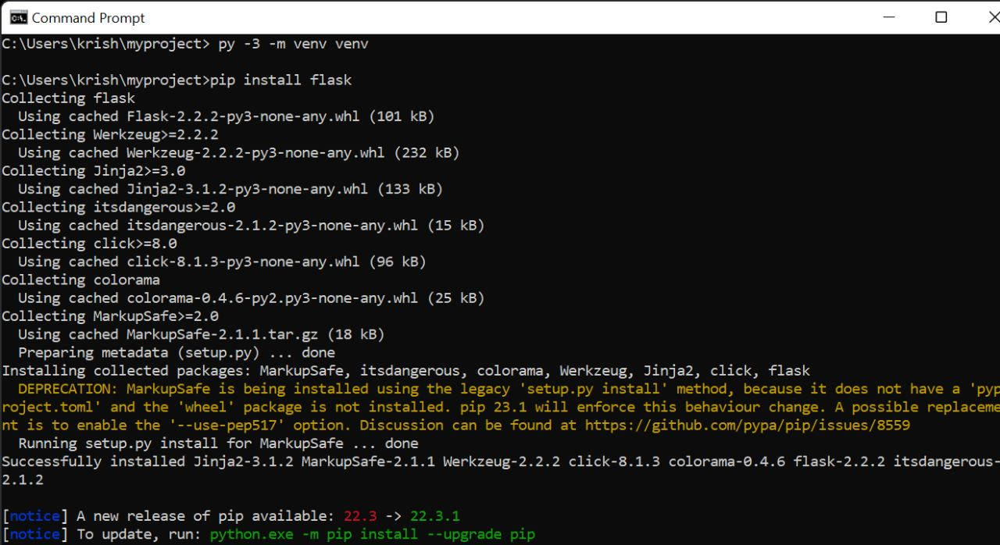 Command Prompt
C:\Users\krish\myproject> py -3 -m venv venv
C:\Users\krish\myproject>pip install flask
Collecting flask
  Using cached Flask-2.2.2-py3-none-any.whl (101 kB)
Collecting Werkzeug>=2.2.2
  Using cached Werkzeug-2.2.2-py3-none-any.whl (232 kB)
Collecting Jinja2>=3.0
  Using cached Jinja2-3.1.2-py3-none-any.whl (133 kB)
Collecting itsdangerous>=2.0
  Using cached itsdangerous-2.1.2-py3-none-any.whl (15 kB)
Collecting click>=8.0
  Using cached click-8.1.3-py3-none-any.whl (96 kB)
Collecting colorama
  Using cached colorama-0.4.6-py2.py3-none-any.whl (25 kB)
Collecting MarkupSafe>=2.0
  Using cached MarkupSafe-2.1.1.tar.gz (18 kB)
  Preparing metadata (setup.py) ... done
Installing collected packages: MarkupSafe, itsdangerous, colorama, Werkzeug, Jinja2, click, flask
  DEPRECATION: MarkupSafe is being installed using the legacy 'setup.py install' method, because it does not have a 'pyp
roject.toml' and the 'wheel' package is not installed. pip 23.1 will enforce this behaviour change. A possible replaceme
nt is to enable the '--use-pep517' option. Discussion can be found at https://github.com/pypa/pip/issues/8559
  Running setup.py install for MarkupSafe ... done
Successfully installed Jinja2-3.1.2 MarkupSafe-2.1.1 Werkzeug-2.2.2 click-8.1.3 colorama-0.4.6 flask-2.2.2 itsdangerous-
2.1.2
[notice] A new release of pip available: 22.3 -> 22.3.1
[notice] To update, run: python.exe -m pip install --upgrade pip